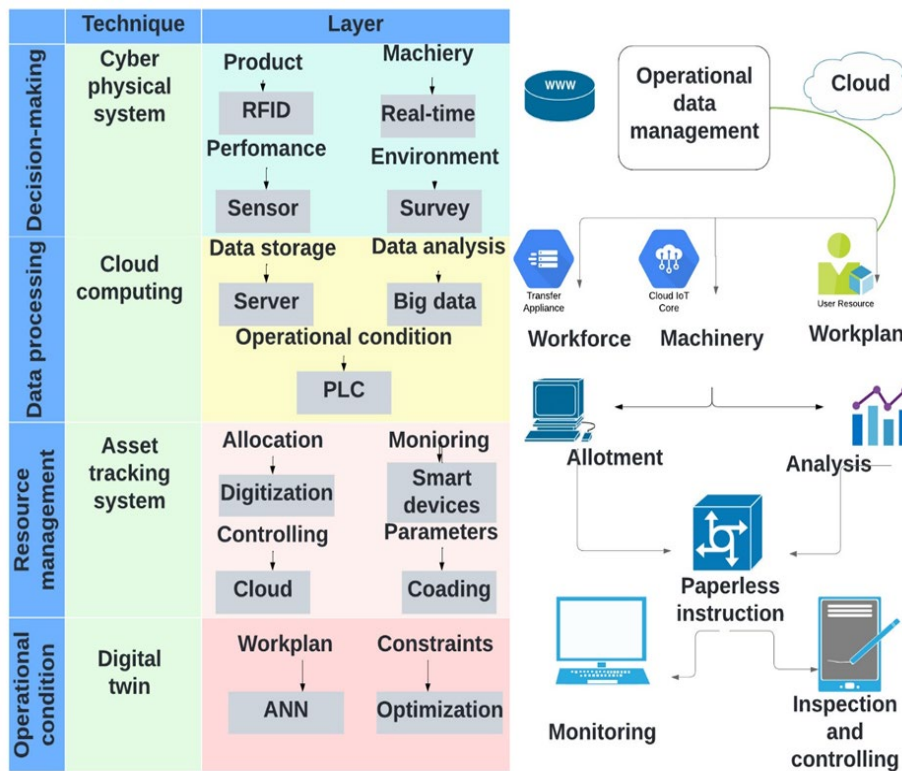 Technique
Layer
Decision-making
Cyber
physical
system
Product
RFID
Machiery
Real-time
Perfomance
Sensor
Environment
Survey
Data processing
Cloud
computing
Data storage
Server
Data analysis
Big data
Operational condition
PLC
Resource
management
Asset
tracking
system
Allocation
Digitization
Monioring
Smart
devices
Controlling
Cloud
Parameters
Coading
Operational
condition
Digital
twin
Workplan
ANN
Constraints
Optimization
WWW
Operational
data
management
Cloud
Transfer
Appliance
Cloud IoT
Core
User Resource
Workforce
Machinery
Workplan
Allotment
Analysis
Paperless
instruction
Monitoring
Inspection
and
controlling